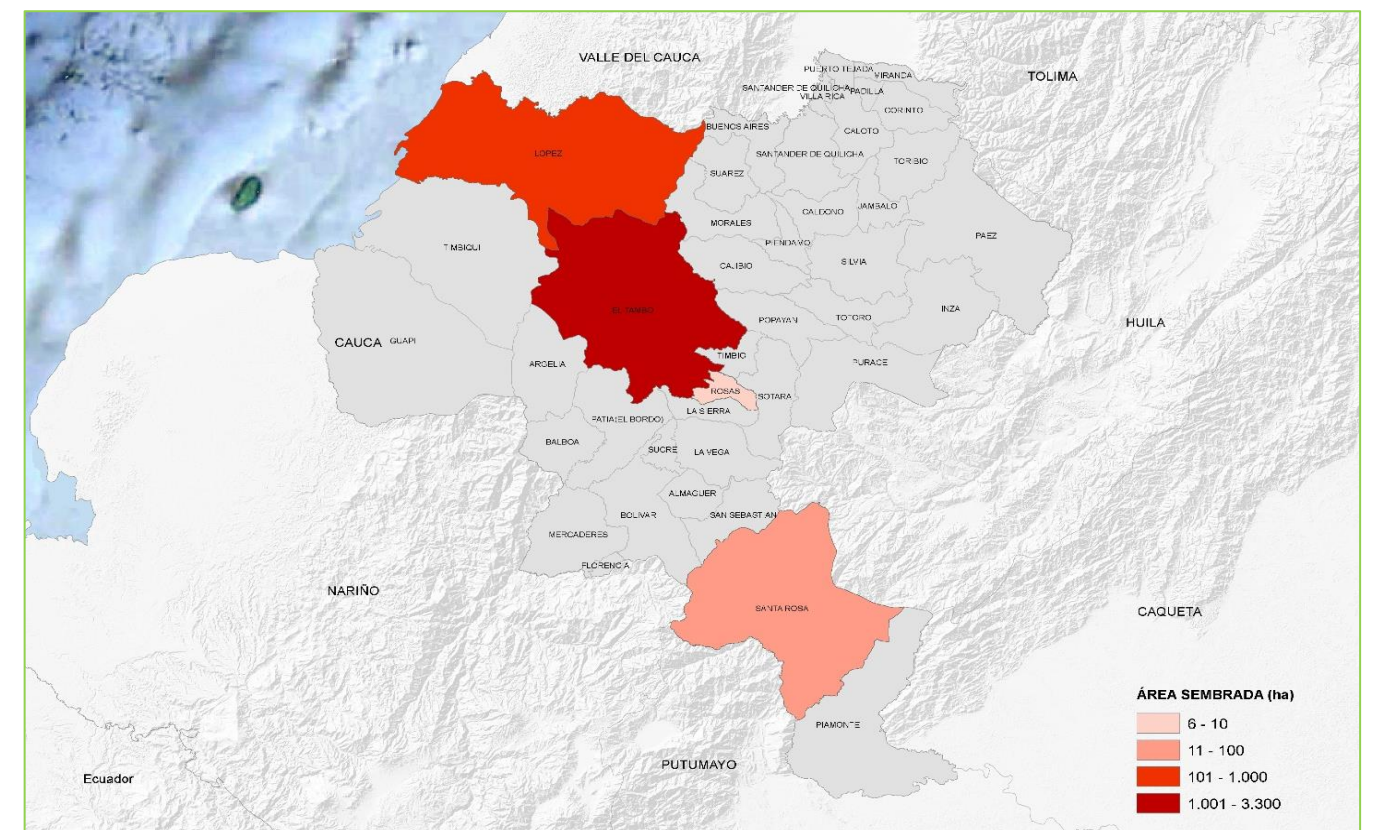 VALLE DEL CAUCA
TOLIMA
PUERTO TEJADA
MIRANDA
SANTANDER DE QUILICHA
PADILLA
VILLA RICA
CORINTO
BUENOS AIRES
CALOTO
LOPEZ
SANTANDER DE QUILICHA
TORIBIO
SUAREZ
JAMBALO
CALDONO
MORALES
PIENDAMO
PAEZ
TIMBIQUI
SILVIA
CAJIBIO
INZA
EL TAMBO
POPAYAN
TOTORO
HUILA
CAUCA
GUAPI
TIMBIO
ARGELIA
PURACE
ROSAS
SOTARA
LA SIERRA
PATIA(EL BORDO)
BALBOA
SUCRE
LA VEGA
ALMAGUER
BOLIVAR
SAN SEBASTIAN
MERCADERES
FLORENCIA
NARIÑO
SANTA ROSA
CAQUETA
ÁREA SEMBRADA (ha)
6 - 10
PIAMONTE
11 - 100
PUTUMAYO
Ecuador
101 - 1.000
1.001 - 3.300